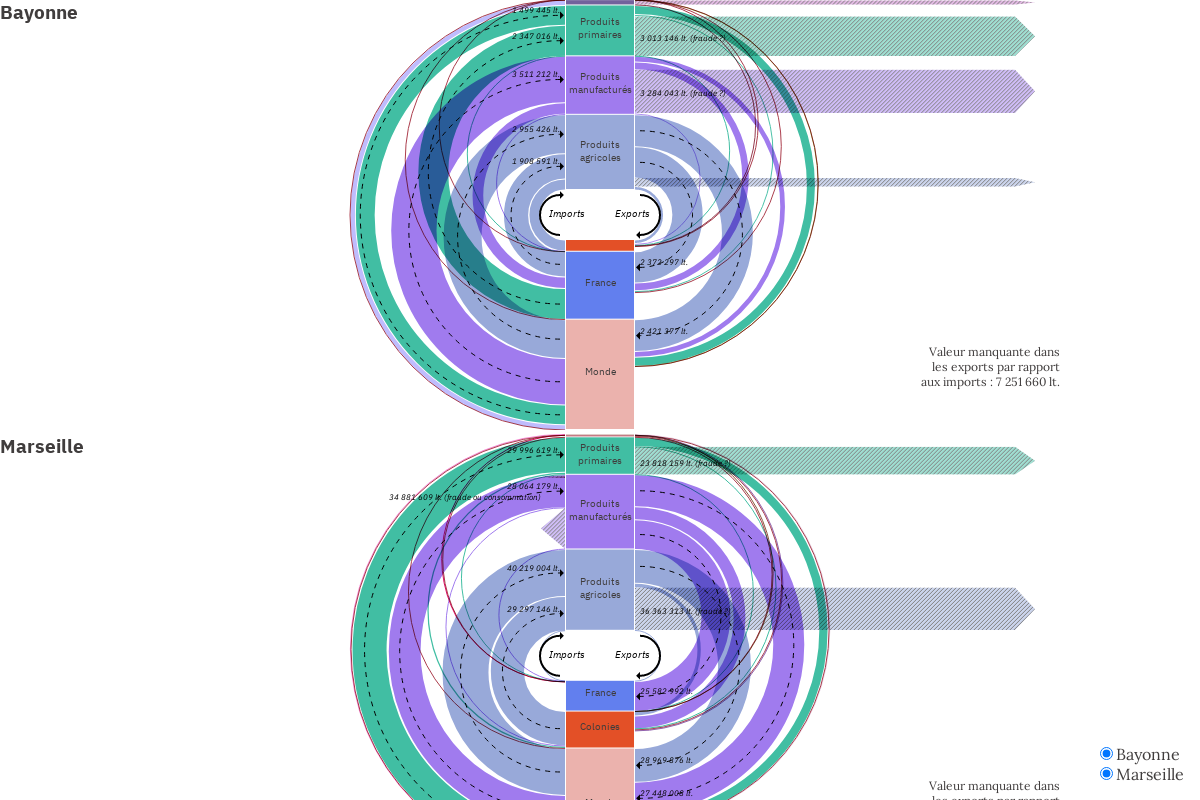 Bayonne
1 499 445 lt.
Produits
primaires
2 347 016 lt.
3 013 146 lt. (fraude ?)
3 511 212 lt.
Produits
manufacturés
3 284 043 lt. (fraude ?)
2 955 426 lt.
Produits
agricoles
1 908 591 lt.
Imports
Exports
2 372 297 lt.
France
2 421 377 lt.
Monde
Valeur manquante dans
les exports par rapport
aux imports : 7 251 660 lt.
Marseille
29 996 619 lt.
Produits
primaires
23 818 159 lt. (fraude ?)
28 064 179 lt.
34 881 609 lt. (fraude ou consommation)
Produits
manufacturés
40 219 004 lt.
Produits
agricoles
29 297 146 lt.
36 363 313 lt. (fraude ?)
Imports
Exports
France
25 582 992 lt.
Colonies
28 969 876 lt.
27 448 008 lt.
Valeur manquante dans
Bayonne
Marseille